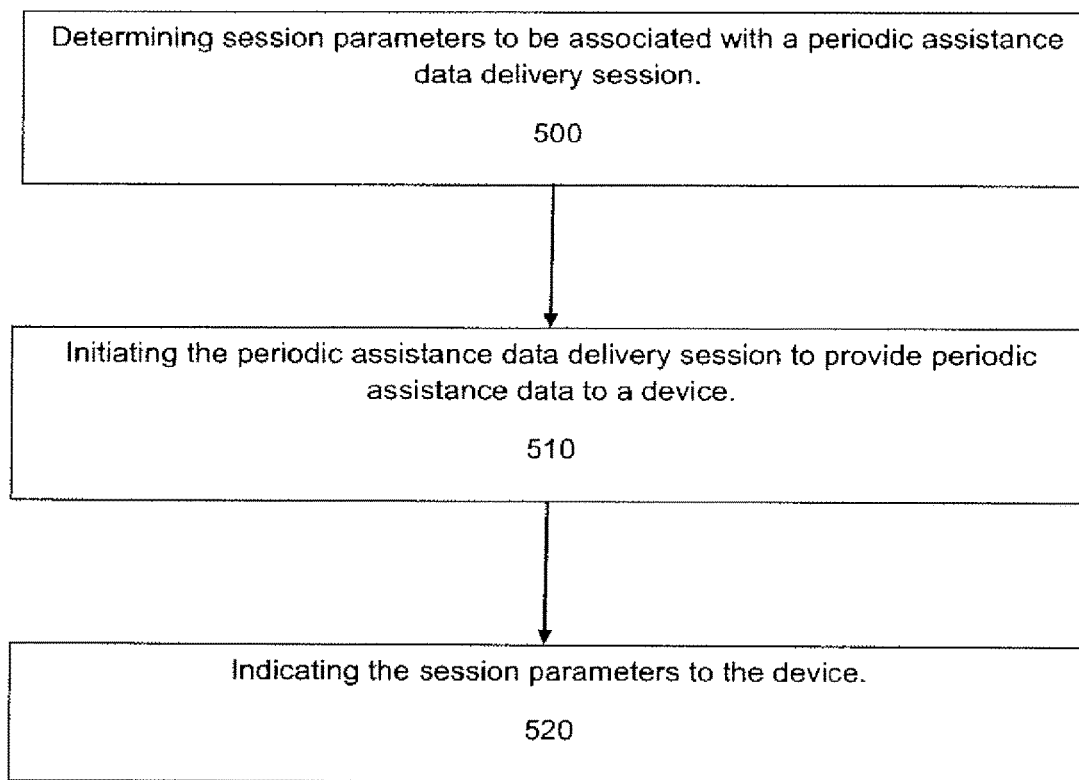 Determining session parameters to be associated with a periodic assistance
data delivery session.
500
Initiating the periodic assistance data delivery session to provide periodic
assistance data to a device.
510
Indicating the session parameters to the device.
520